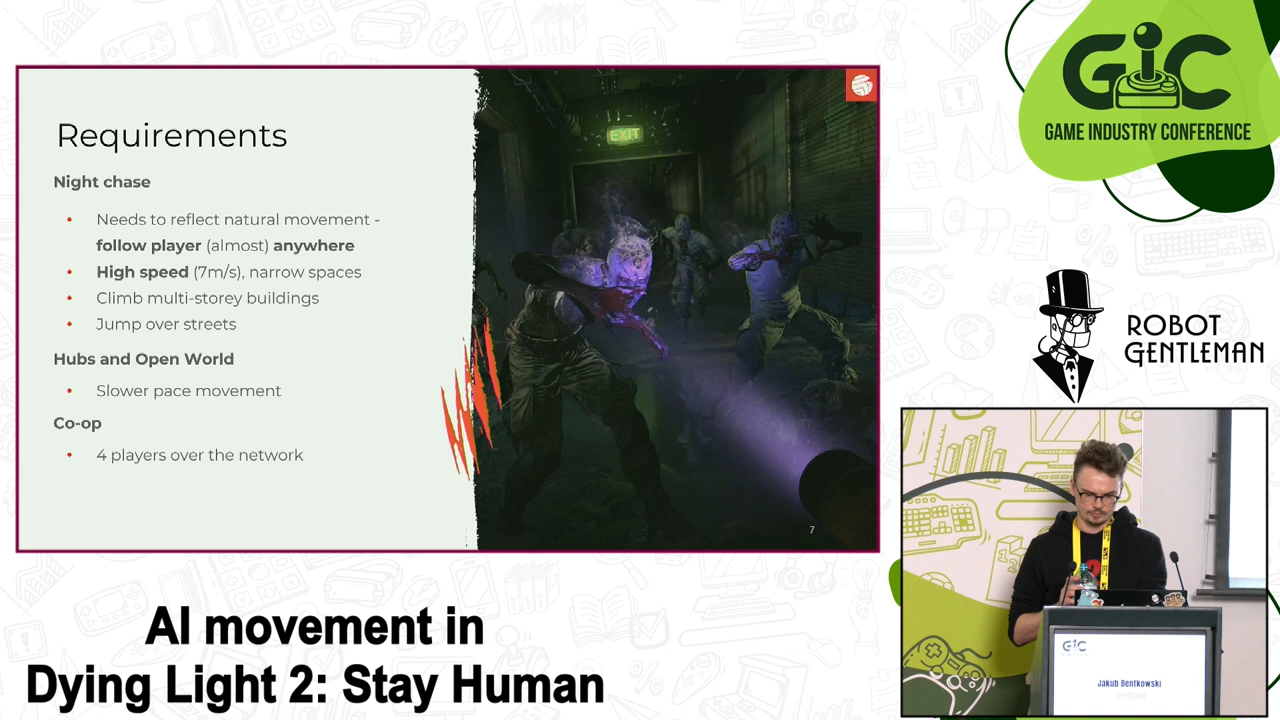 Requirements
Night chase
• Needs to reflect natural movement -
follow player (almost) anywhere
• High speed (7m/s), narrow spaces
• Climb multi-storey buildings
• Jump over streets
Hubs and Open World
• Slower pace movement
Co-op
• 4 players over the network
EXIT
7
GIC
GAME INDUSTRY CONFERENCE
ROBOT
GENTLEMAN
GIC
Jakub Bentkowski
AI movement in
Dying Light 2: Stay Human